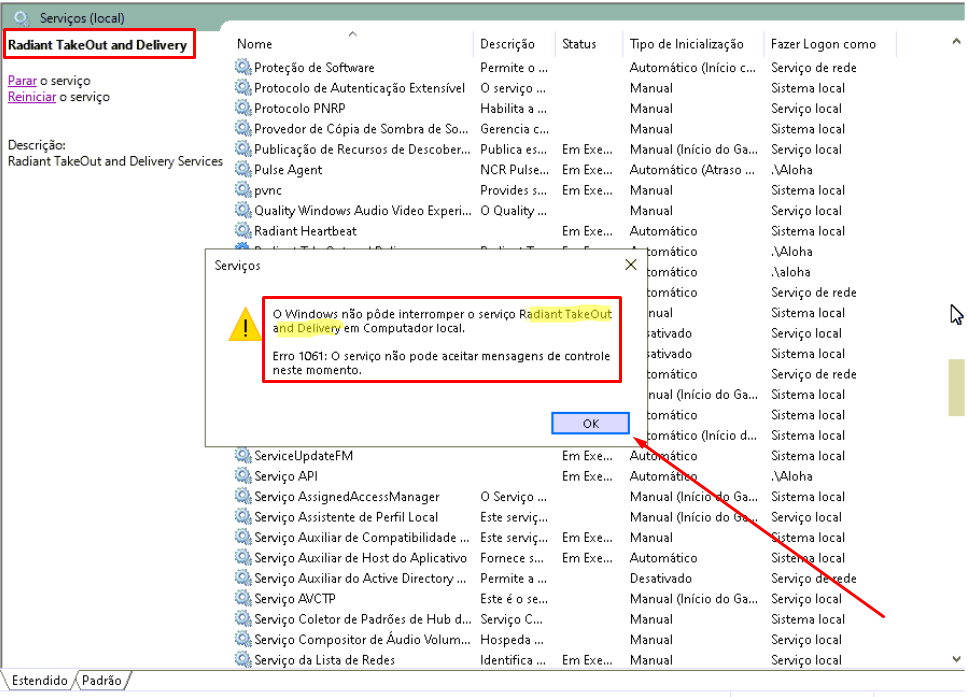 Serviços (local)
Radiant TakeOut and Delivery
Parar o serviço
Reiniciar o serviço
Descrição:
Radiant TakeOut and Delivery Services
Nome Descrição Status Tipo de Inicialização Fazer Logon como
Proteção de Software Permite o ... Automático (Início c... Serviço de rede
Protocolo de Autenticação Extensível O serviço ... Manual Sistema local
Protocolo PNRP Habilita a ... Manual Serviço local
Provedor de Cópia de Sombra de So... Gerencia c... Manual Sistema local
Publicação de Recursos de Descober... Publica es... Em Exe... Manual (Início do Ga... Serviço local
Pulse Agent NCR Pulse... Em Exe... Automático (Atraso ... .\Aloha
pvnc Provides s... Em Exe... Manual Sistema local
Quality Windows Audio Video Experi... O Quality ... Manual Serviço local
Radiant Heartbeat Em Exe... Automático Sistema local
Automático .\Aloha
tomático .\aloha
tomático Serviço de rede
nual Sistema local
sativado Serviço local
sativado Sistema local
tomático Serviço de rede
nual (Início do Ga... Sistema local
tomático Sistema local
tomático (Início d... Sistema local
Serviços
O Windows não pôde interromper o serviço Radiant TakeOut
and Delivery em Computador local.
Erro 1061: O serviço não pode aceitar mensagens de controle
neste momento.
OK
ServiceUpdateFM Em Exe... Automático Sistema local
Serviço API Em Exe... Automático .\Aloha
Serviço AssignedAccessManager O Serviço ... Manual (Início do Ga... Sistema local
Serviço Assistente de Perfil Local Este serviç... Manual (Início do Ga... Serviço local
Serviço Auxiliar de Compatibilidade ... Este serviç... Em Exe... Manual Sistema local
Serviço Auxiliar de Host do Aplicativo Fornece s... Em Exe... Automático Sistema local
Serviço Auxiliar do Active Directory ... Permite a ... Desativado Serviço de rede
Serviço AVCTP Este é o se... Manual (Início do Ga... Serviço local
Serviço Coletor de Padrões de Hub d... Serviço C... Manual Sistema local
Serviço Compositor de Áudio Volum... Hospeda ... Manual Serviço local
Serviço da Lista de Redes Identifica ... Em Exe... Manual Serviço local
Estendido Padrão